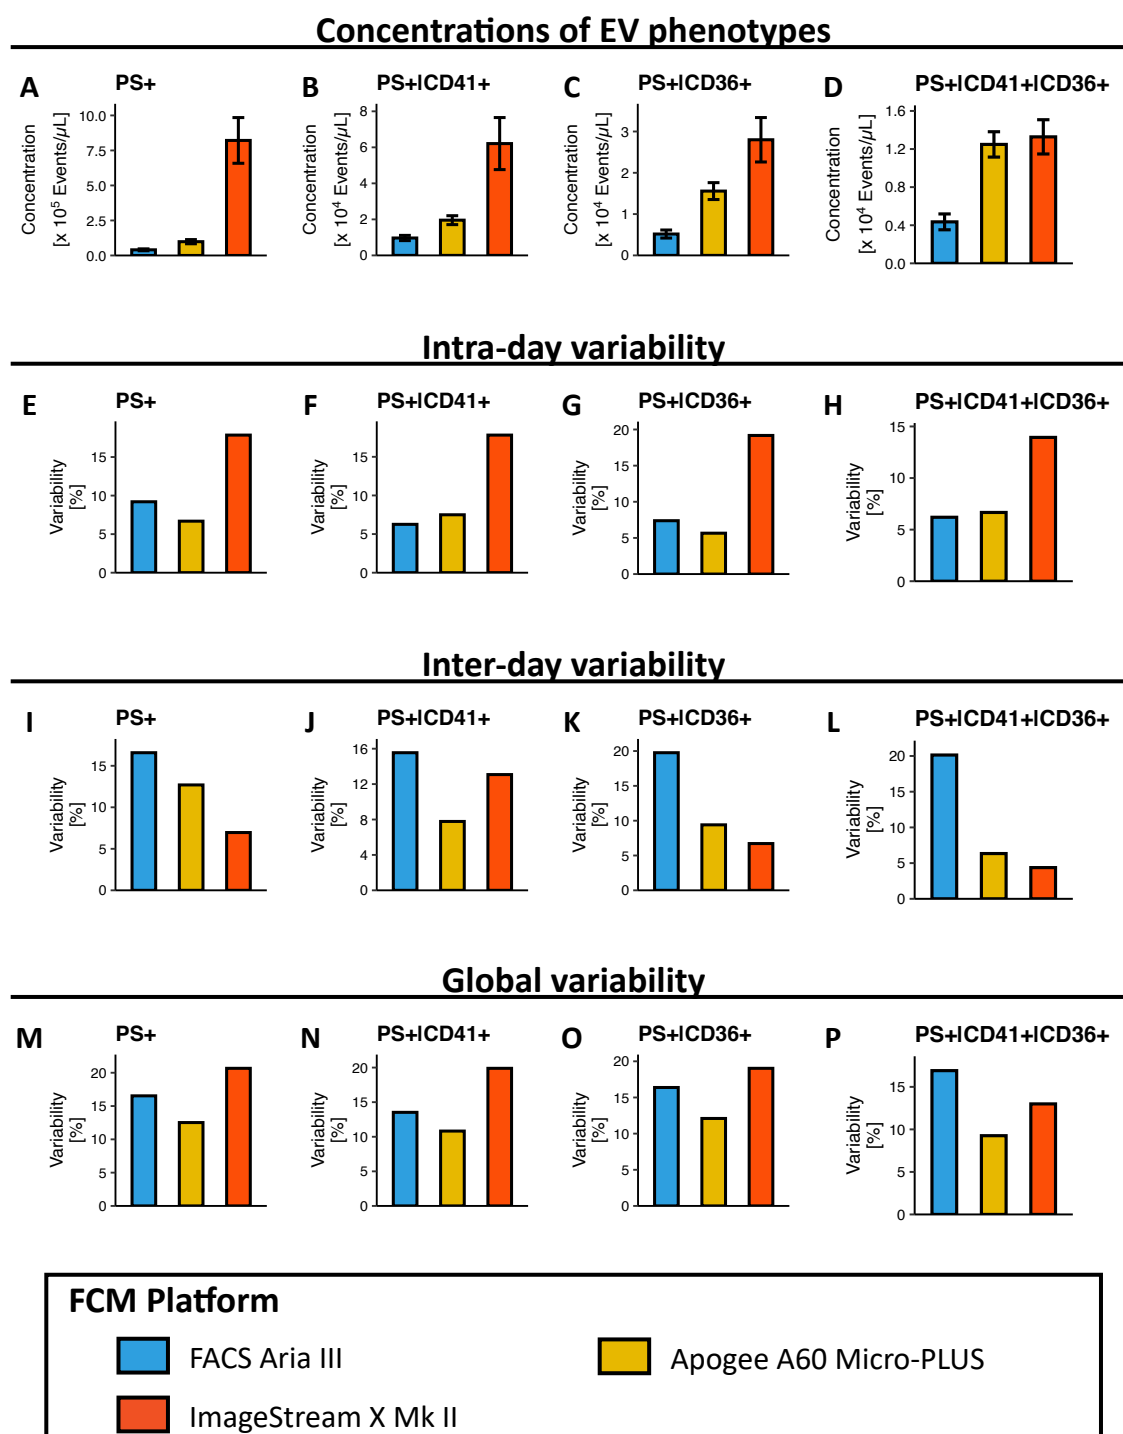 Concentrations of EV phenotypes
A PS+
B PS+ICD41+
C PS+ICD36+
D PS+ICD41+ICD36+
Concentration
[x 10⁵ Events/µL]
10.0
7.5
5.0
2.5
0.0
Concentration
[x 10⁴ Events/µL]
8
6
4
2
0
Concentration
[x 10⁴ Events/µL]
3
2
1
0
Concentration
[x 10⁴ Events/µL]
1.6
1.2
0.8
0.4
0.0
Intra-day variability
E PS+
F PS+ICD41+
G PS+ICD36+
H PS+ICD41+ICD36+
Variability
[%]
15
10
5
0
Variability
[%]
15
10
5
0
Variability
[%]
20
15
10
5
0
Variability
[%]
15
10
5
0
Inter-day variability
I PS+
J PS+ICD41+
K PS+ICD36+
L PS+ICD41+ICD36+
Variability
[%]
15
10
5
0
Variability
[%]
16
12
8
4
0
Variability
[%]
20
15
10
5
0
Variability
[%]
20
15
10
5
0
Global variability
M PS+
N PS+ICD41+
O PS+ICD36+
P PS+ICD41+ICD36+
Variability
[%]
20
15
10
5
0
Variability
[%]
20
15
10
5
0
Variability
[%]
20
15
10
5
0
Variability
[%]
15
10
5
0
FCM Platform
FACS Aria III
Apogee A60 Micro-PLUS
ImageStream X Mk II